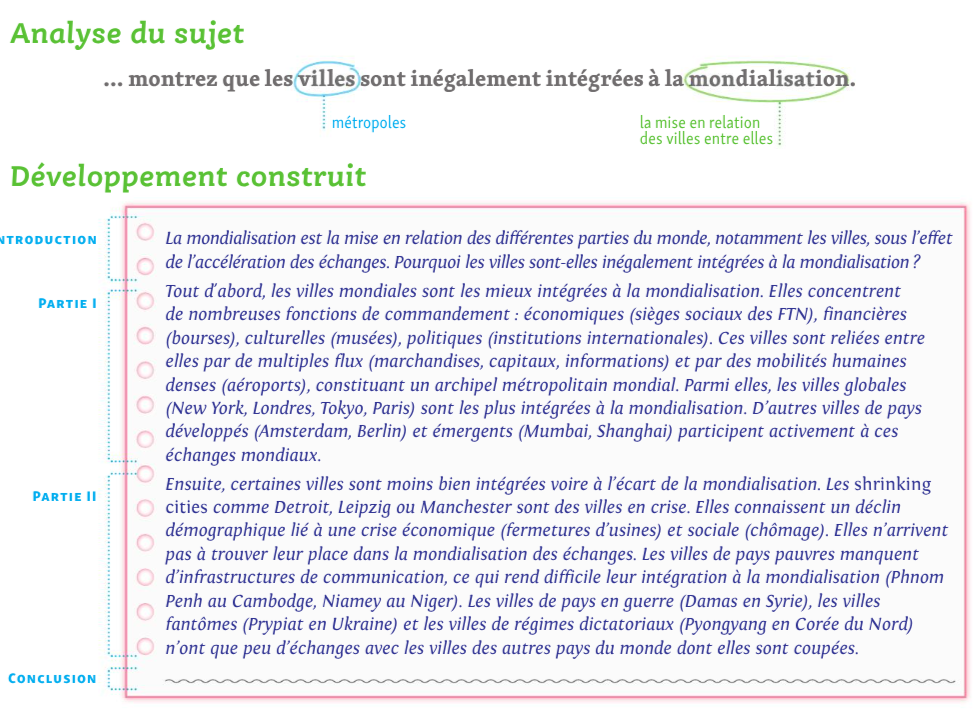 Analyse du sujet
... montrez que les villes sont inégalement intégrées à la mondialisation.
métropoles
la mise en relation
des villes entre elles
Développement construit
NTRODUCTION
La mondialisation est la mise en relation des différentes parties du monde, notamment les villes, sous l'effet
de l'accélération des échanges. Pourquoi les villes sont-elles inégalement intégrées à la mondialisation ?
PARTIE I
Tout d'abord, les villes mondiales sont les mieux intégrées à la mondialisation. Elles concentrent
de nombreuses fonctions de commandement : économiques (sièges sociaux des FTN), financières
(bourses), culturelles (musées), politiques (institutions internationales). Ces villes sont reliées entre
elles par de multiples flux (marchandises, capitaux, informations) et par des mobilités humaines
denses (aéroports), constituant un archipel métropolitain mondial. Parmi elles, les villes globales
(New York, Londres, Tokyo, Paris) sont les plus intégrées à la mondialisation. D'autres villes de pays
développés (Amsterdam, Berlin) et émergents (Mumbai, Shanghai) participent activement à ces
échanges mondiaux.
PARTIE II
Ensuite, certaines villes sont moins bien intégrées voire à l'écart de la mondialisation. Les shrinking
cities comme Detroit, Leipzig ou Manchester sont des villes en crise. Elles connaissent un déclin
démographique lié à une crise économique (fermetures d'usines) et sociale (chômage). Elles n'arrivent
pas à trouver leur place dans la mondialisation des échanges. Les villes de pays pauvres manquent
d'infrastructures de communication, ce qui rend difficile leur intégration à la mondialisation (Phnom
Penh au Cambodge, Niamey au Niger). Les villes de pays en guerre (Damas en Syrie), les villes
fantômes (Prypiat en Ukraine) et les villes de régimes dictatoriaux (Pyongyang en Corée du Nord)
n'ont que peu d'échanges avec les villes des autres pays du monde dont elles sont coupées.
CONCLUSION